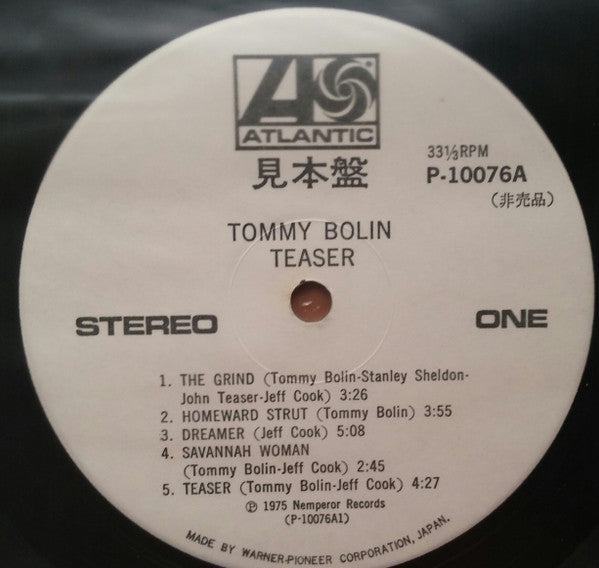 ATLANTIC
見本盤
33⅓RPM
P-10076A
(非売品)
TOMMY BOLIN
TEASER
STEREO
ONE
1. THE GRIND (Tommy Bolin-Stanley Sheldon-
John Teaser-Jeff Cook) 3:26
2. HOMEWARD STRUT (Tommy Bolin) 3:55
3. DREAMER (Jeff Cook) 5:08
4. SAVANNAH WOMAN
(Tommy Bolin-Jeff Cook) 2:45
5. TEASER (Tommy Bolin-Jeff Cook) 4:27
℗ 1975 Nemperor Records
(P-10076A1)
MADE BY WARNER-PIONEER CORPORATION, JAPAN.